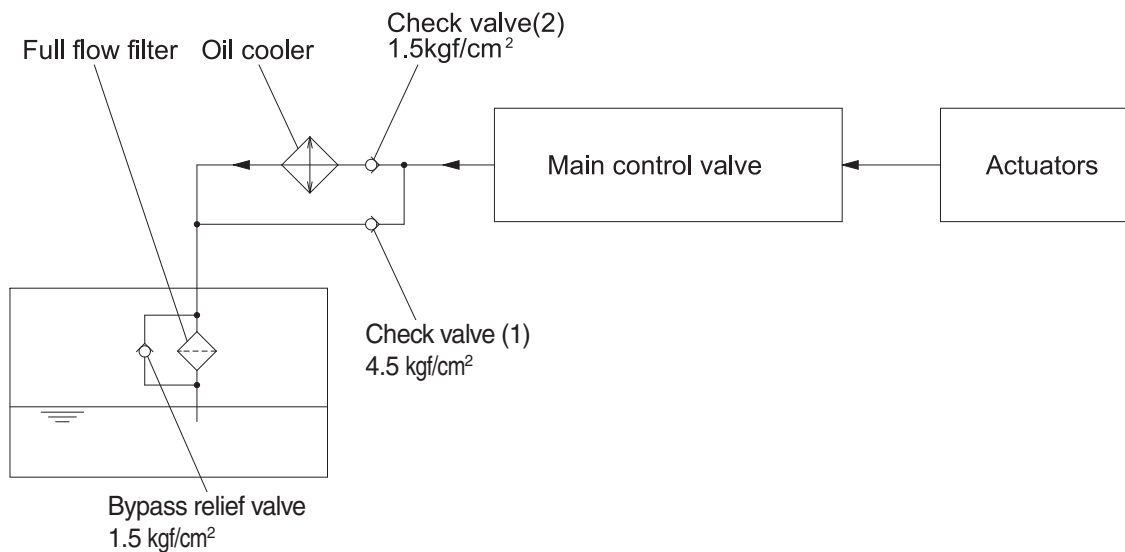 Check valve(2)
1.5kgf/cm²
Full flow filter
Oil cooler
Main control valve
Actuators
Check valve (1)
4.5 kgf/cm²
Bypass relief valve
1.5 kgf/cm²